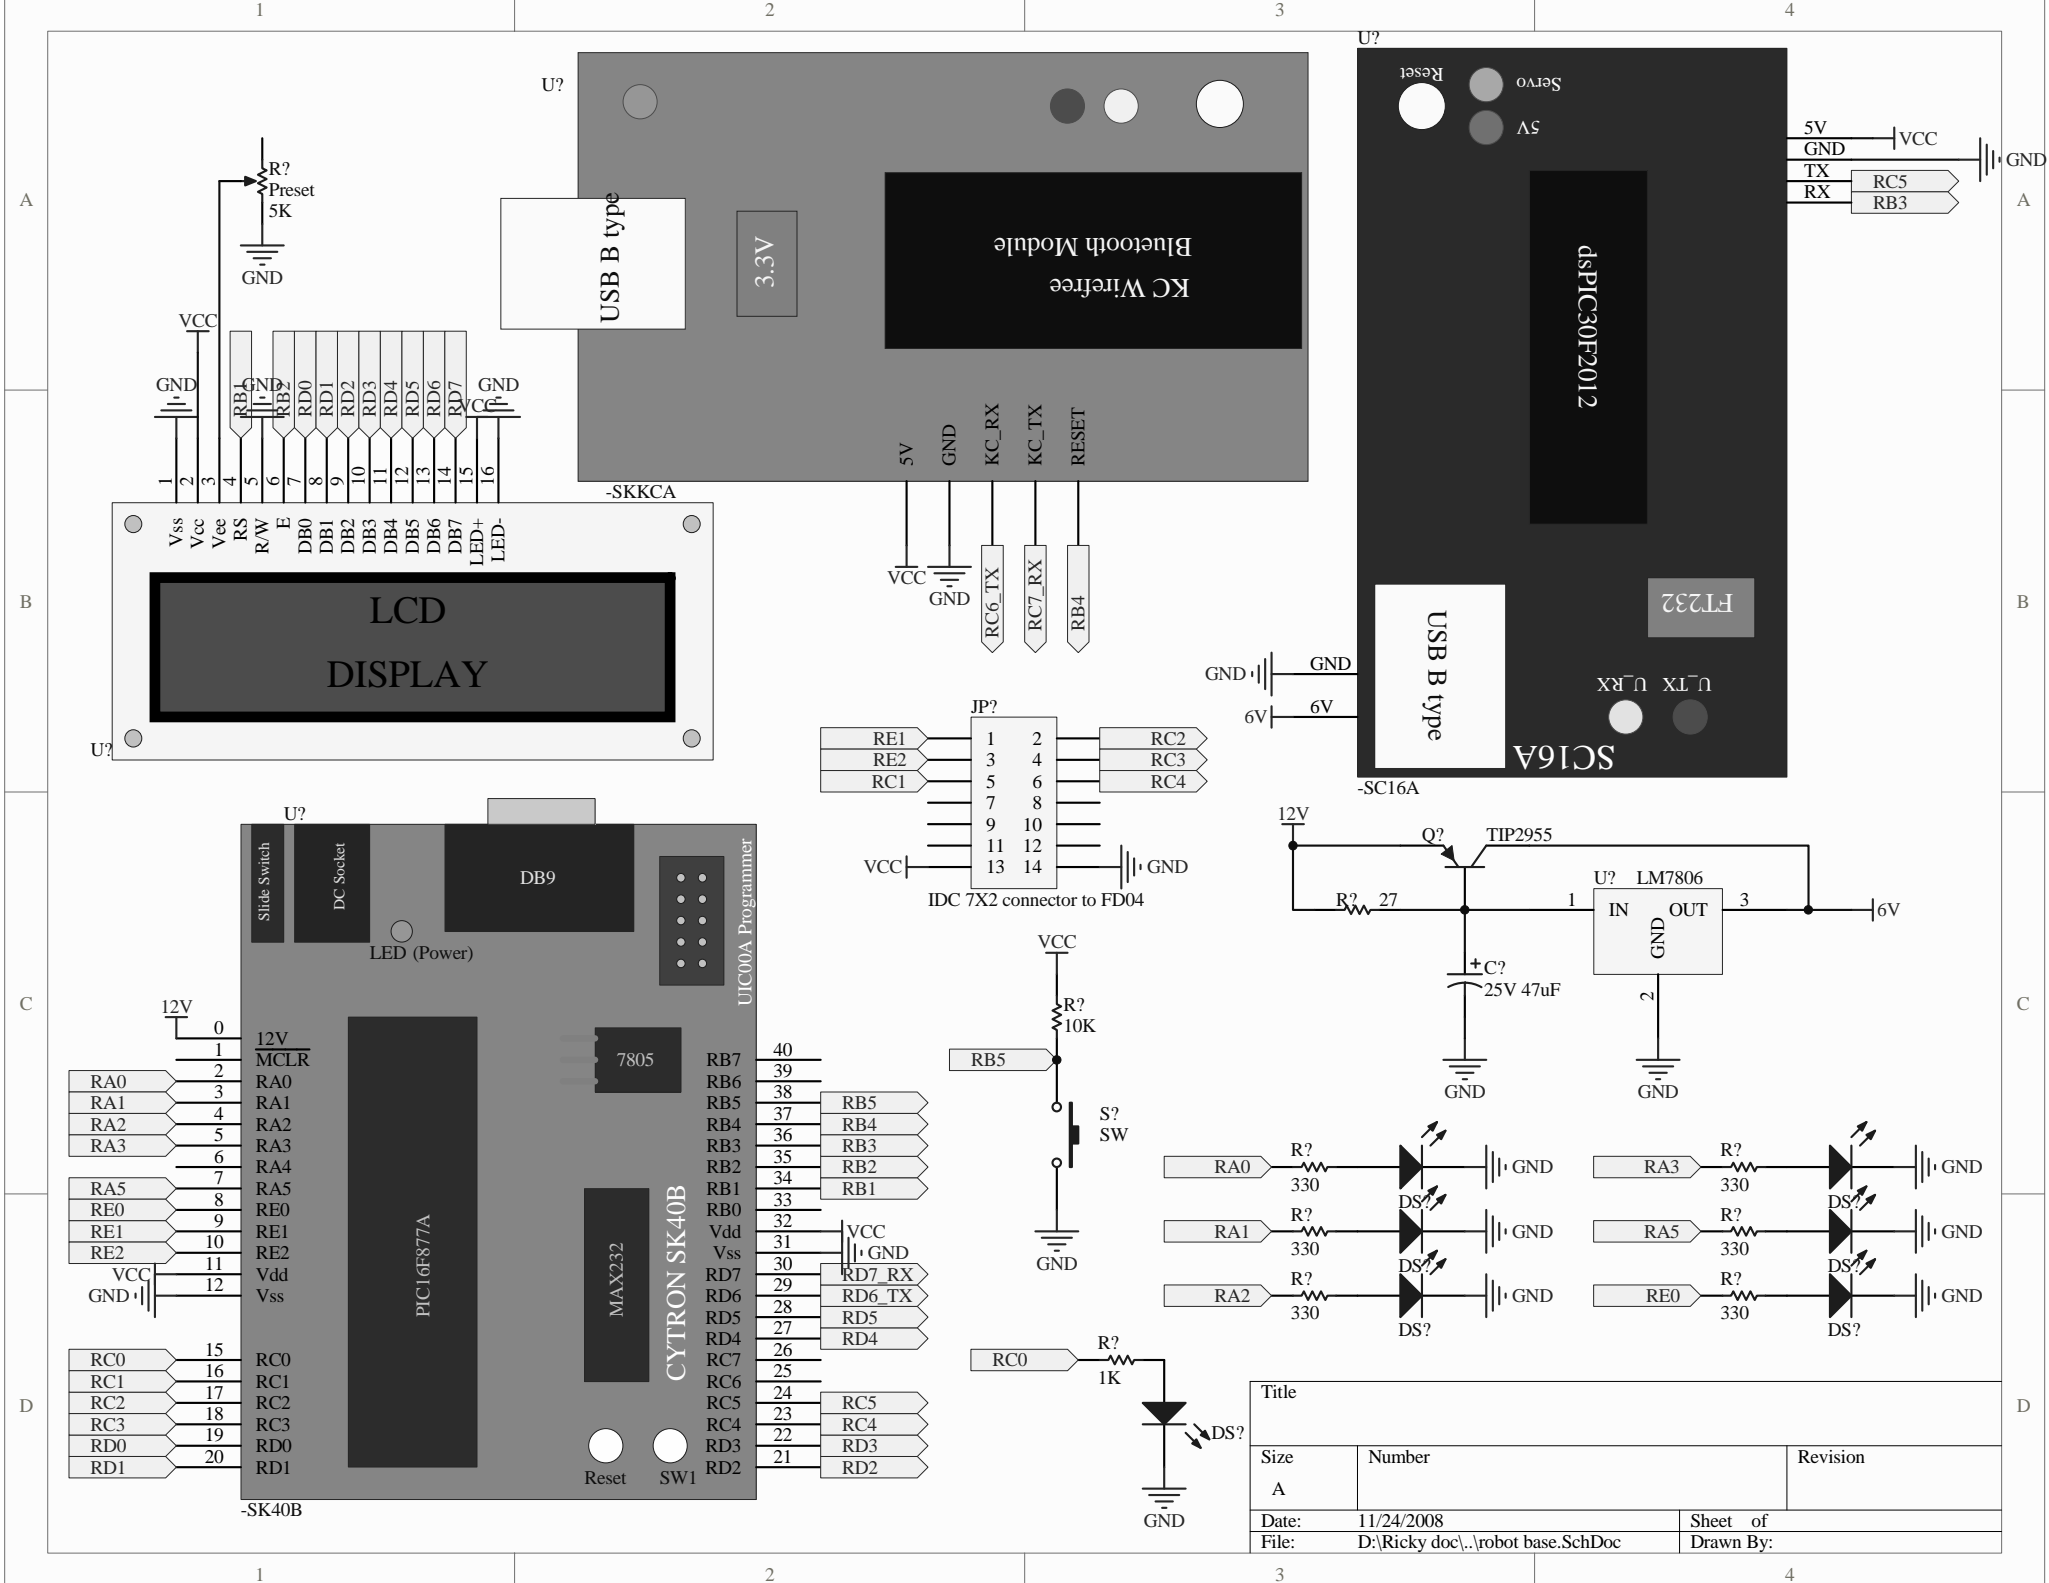 1 2 3 4
A
B
C
D
A
B
C
D
1 2 3 4
R?
Preset
5K
GND
VCC
GND
RB1
GND
RB2
RD0
RD1
RD2
RD3
RD4
RD5
RD6
RD7
VCC
GND
1
2
3
4
5
6
7
8
9
10
11
12
13
14
15
16
Vss
Vcc
Vee
RS
R/W
E
DB0
DB1
DB2
DB3
DB4
DB5
DB6
DB7
LED+
LED-
LCD
DISPLAY
U?
U?
USB B type
3.3V
KC Wirefree
Bluetooth Module
5V
GND
KC_RX
KC_TX
RESET
-SKKCA
VCC
GND
RC6_TX
RC7_RX
RB4
U?
Reset
Servo
5V
dsPIC30F2012
5V VCC
GND GND
TX RC5
RX RB3
FT232
USB B type
U_RX U_TX
SC16A
GND GND
6V 6V
-SC16A
JP?
RE1 1 2 RC2
RE2 3 4 RC3
RC1 5 6 RC4
7 8
9 10
11 12
VCC 13 14 GND
IDC 7X2 connector to FD04
12V
Q? TIP2955
R? 27
U? LM7806
1 IN OUT 3
GND
2
6V
+
C?
25V 47uF
GND
GND
VCC
R?
10K
RB5
S?
SW
GND
U?
Slide Switch
DC Socket
DB9
LED (Power)
UIC00A Programmer
7805
PIC16F877A
MAX232
CYTRON SK40B
Reset SW1
-SK40B
12V
0 12V
1 MCLR
RA0 2 RA0
RA1 3 RA1
RA2 4 RA2
RA3 5 RA3
6 RA4
RA5 7 RA5
RE0 8 RE0
RE1 9 RE1
RE2 10 RE2
VCC 11 Vdd
GND 12 Vss
RC0 15 RC0
RC1 16 RC1
RC2 17 RC2
RC3 18 RC3
RD0 19 RD0
RD1 20 RD1
RB7 40
RB6 39
RB5 38 RB5
RB4 37 RB4
RB3 36 RB3
RB2 35 RB2
RB1 34 RB1
RB0 33
Vdd 32 VCC
Vss 31 GND
RD7 30 RD7_RX
RD6 29 RD6_TX
RD5 28 RD5
RD4 27 RD4
RC7 26
RC6 25
RC5 24 RC5
RC4 23 RC4
RD3 22 RD3
RD2 21 RD2
RA0 R? 330 DS? GND
RA1 R? 330 DS? GND
RA2 R? 330 DS? GND
RA3 R? 330 DS? GND
RA5 R? 330 DS? GND
RE0 R? 330 DS? GND
RC0 R? 1K DS?
GND
Title
Size Number Revision
A
Date: 11/24/2008 Sheet of
File: D:\Ricky doc\..\robot base.SchDoc Drawn By: